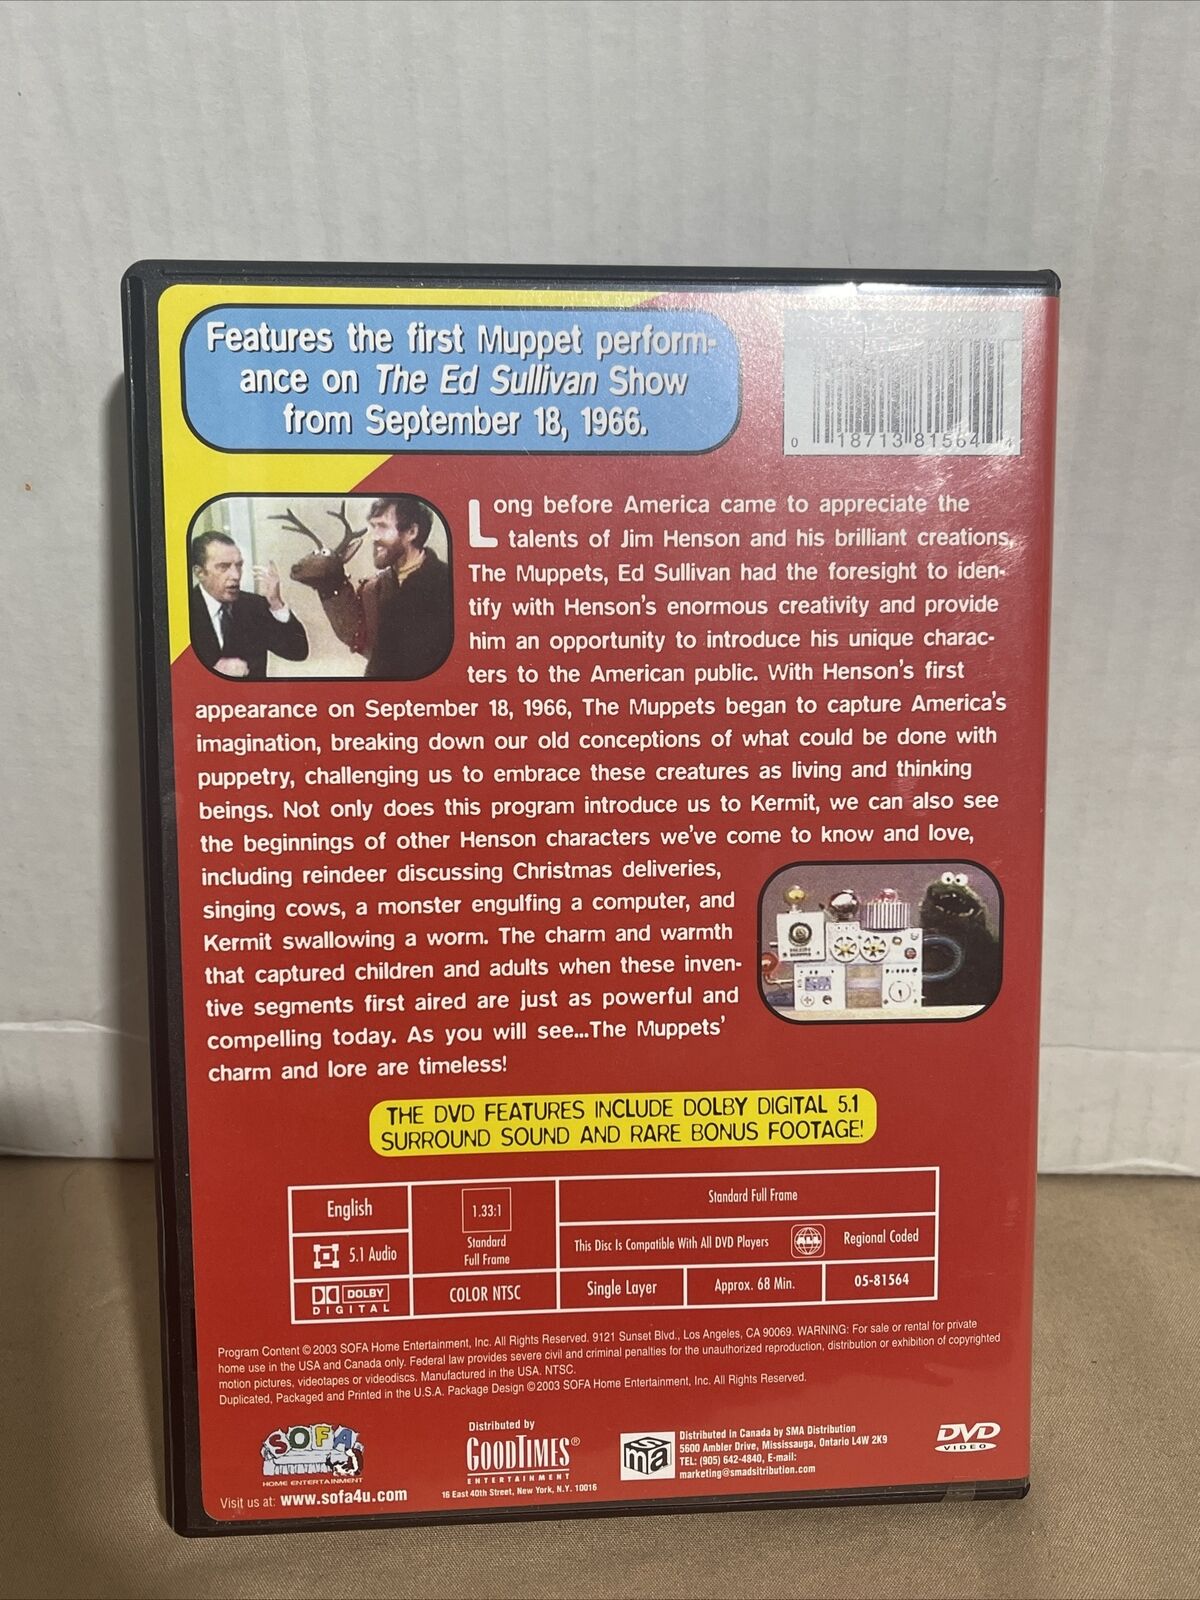 Features the first Muppet perform-
ance on The Ed Sullivan Show
from September 18, 1966.
0 18713 81564 4
Long before America came to appreciate the
talents of Jim Henson and his brilliant creations,
The Muppets, Ed Sullivan had the foresight to iden-
tify with Henson's enormous creativity and provide
him an opportunity to introduce his unique charac-
ters to the American public. With Henson's first
appearance on September 18, 1966, The Muppets began to capture America's
imagination, breaking down our old conceptions of what could be done with
puppetry, challenging us to embrace these creatures as living and thinking
beings. Not only does this program introduce us to Kermit, we can also see
the beginnings of other Henson characters we've come to know and love,
including reindeer discussing Christmas deliveries,
singing cows, a monster engulfing a computer, and
Kermit swallowing a worm. The charm and warmth
that captured children and adults when these inven-
tive segments first aired are just as powerful and
compelling today. As you will see...The Muppets'
charm and lore are timeless!
THE DVD FEATURES INCLUDE DOLBY DIGITAL 5.1
SURROUND SOUND AND RARE BONUS FOOTAGE!
English
5.1 Audio
DOLBY
DIGITAL
1.33:1
Standard
Full Frame
COLOR NTSC
Standard Full Frame
This Disc Is Compatible With All DVD Players
ALL
Regional Coded
Single Layer
Approx. 68 Min.
05-81564
Program Content © 2003 SOFA Home Entertainment, Inc. All Rights Reserved. 9121 Sunset Blvd., Los Angeles, CA 90069. WARNING: For sale or rental for private
home use in the USA and Canada only. Federal law provides severe civil and criminal penalties for the unauthorized reproduction, distribution or exhibition of copyrighted
motion pictures, videotapes or videodiscs. Manufactured in the USA. NTSC.
Duplicated, Packaged and Printed in the U.S.A. Package Design © 2003 SOFA Home Entertainment, Inc. All Rights Reserved.
SOFA
HOME ENTERTAINMENT
Visit us at: www.sofa4u.com
Distributed by
GOODTIMES®
ENTERTAINMENT
16 East 40th Street, New York, N.Y. 10016
sma
Distributed in Canada by SMA Distribution
5600 Ambler Drive, Mississauga, Ontario L4W 2K9
TEL: (905) 642-4840, E-mail:
marketing@smadsitribution.com
DVD
VIDEO